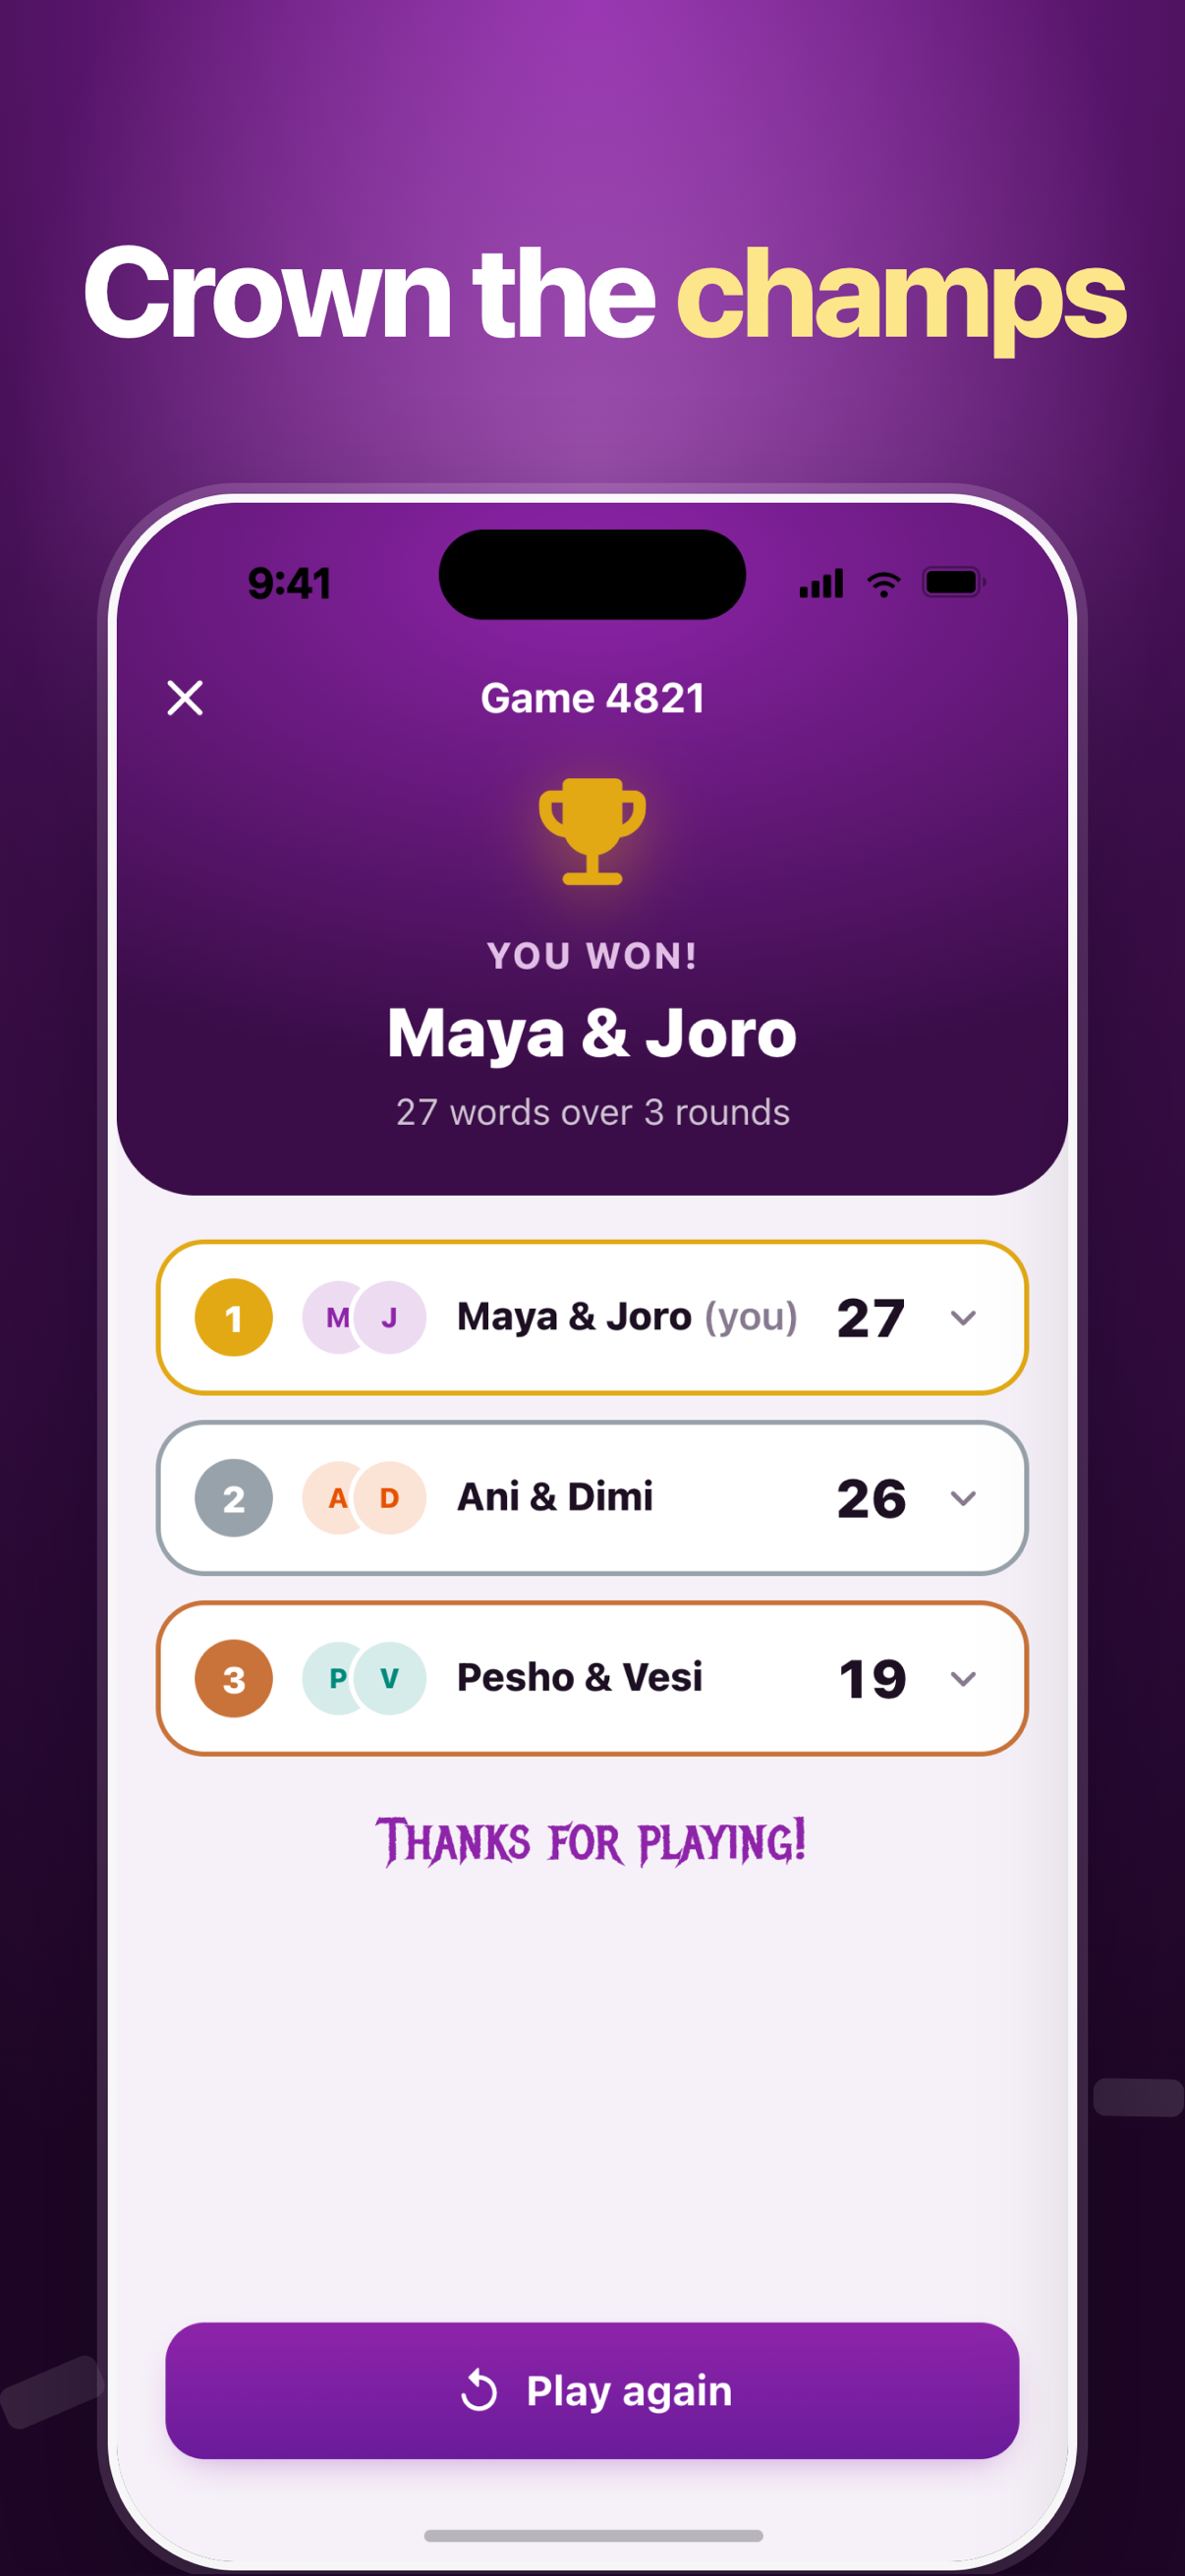 Crown the champs
9:41
Game 4821
YOU WON!
Maya & Joro
27 words over 3 rounds
1 M J Maya & Joro (you) 27
2 A D Ani & Dimi 26
3 P V Pesho & Vesi 19
THANKS FOR PLAYING!
Play again